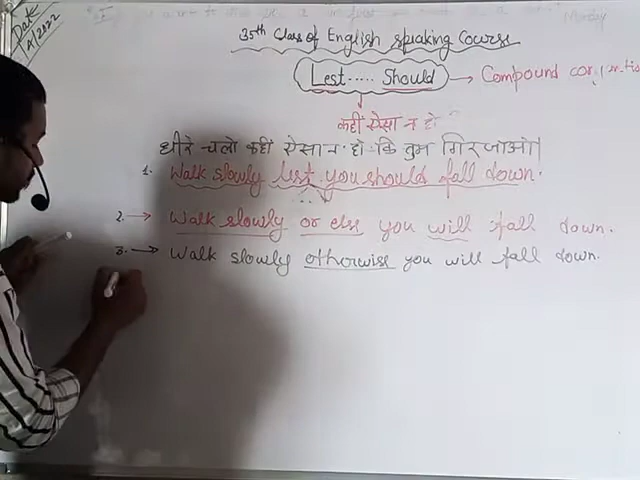 Date
/4/2022
Monday
35th Class of English speaking Course
Lest..... Should → Compound
कहीं ऐसा न हो
धीरे चलो कहीं ऐसा न हो कि तुम गिर जाओ।
1. Walk slowly lest you should fall down.
2. → Walk slowly or else you will fall down.
3. → Walk slowly otherwise you will fall down.